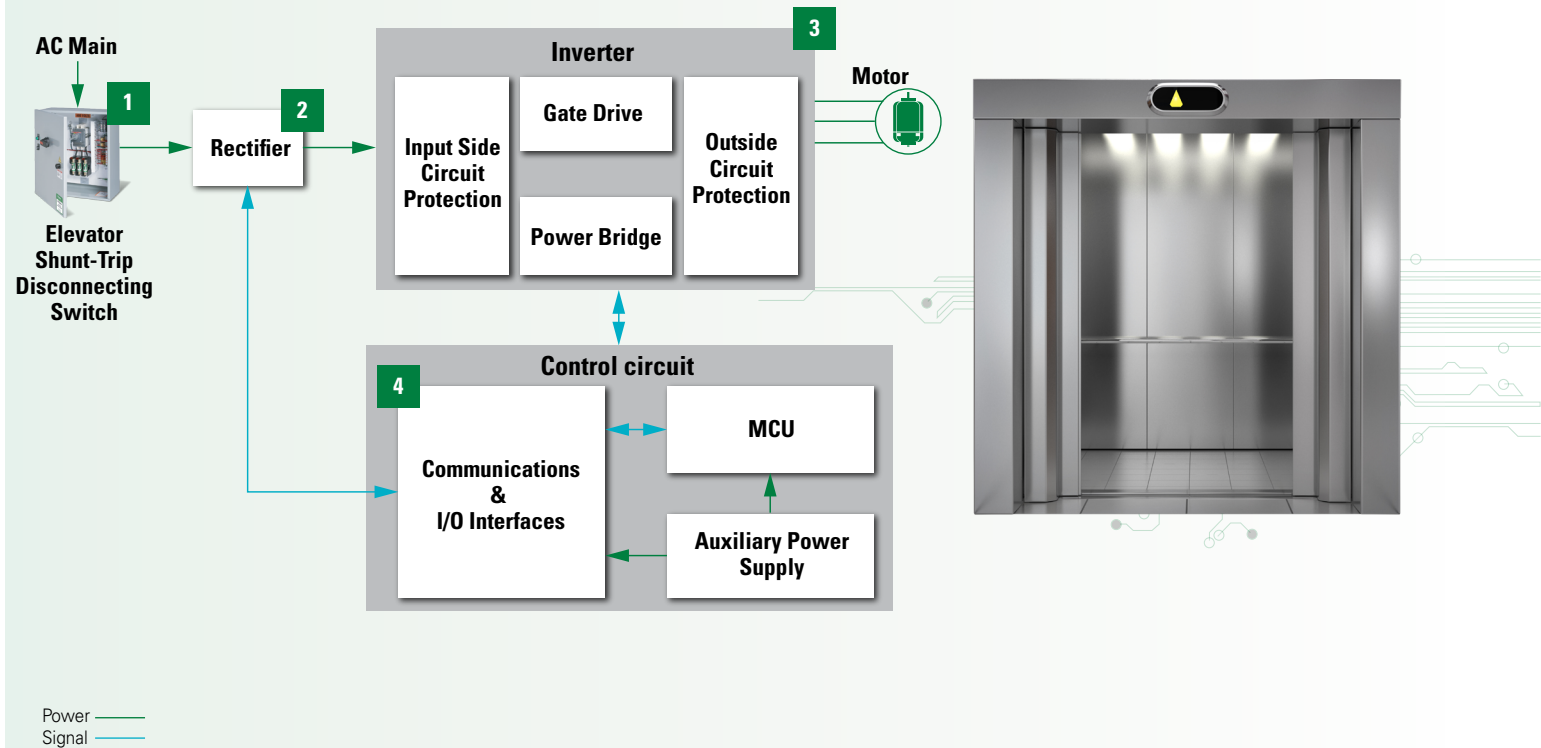 AC Main
1
Elevator
Shunt-Trip
Disconnecting
Switch
2
Rectifier
3
Inverter
Input Side
Circuit
Protection
Gate Drive
Power Bridge
Outside
Circuit
Protection
Motor
Control circuit
4
Communications
&
I/O Interfaces
MCU
Auxiliary Power
Supply
Power
Signal